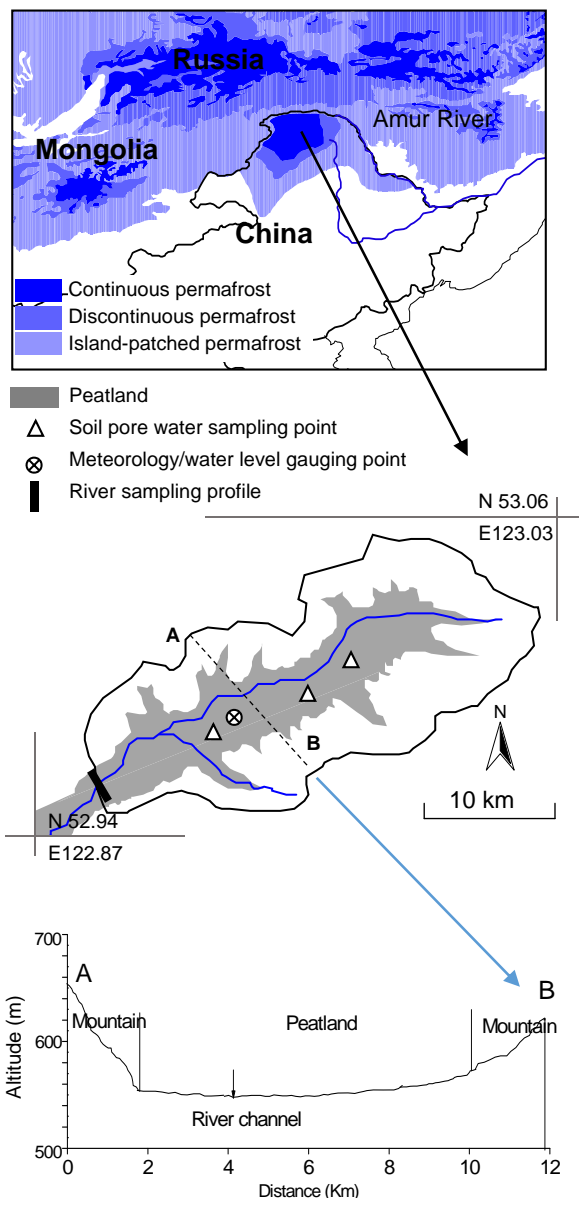 Russia
Amur River
Mongolia
China
Continuous permafrost
Discontinuous permafrost
Island-patched permafrost
Peatland
Soil pore water sampling point
Meteorology/water level gauging point
River sampling profile
N 53.06
E123.03
A
B
N
10 km
N 52.94
E122.87
700
A
B
Mountain
Peatland
Mountain
600
Altitude (m)
River channel
500
0 2 4 6 8 10 12
Distance (Km)